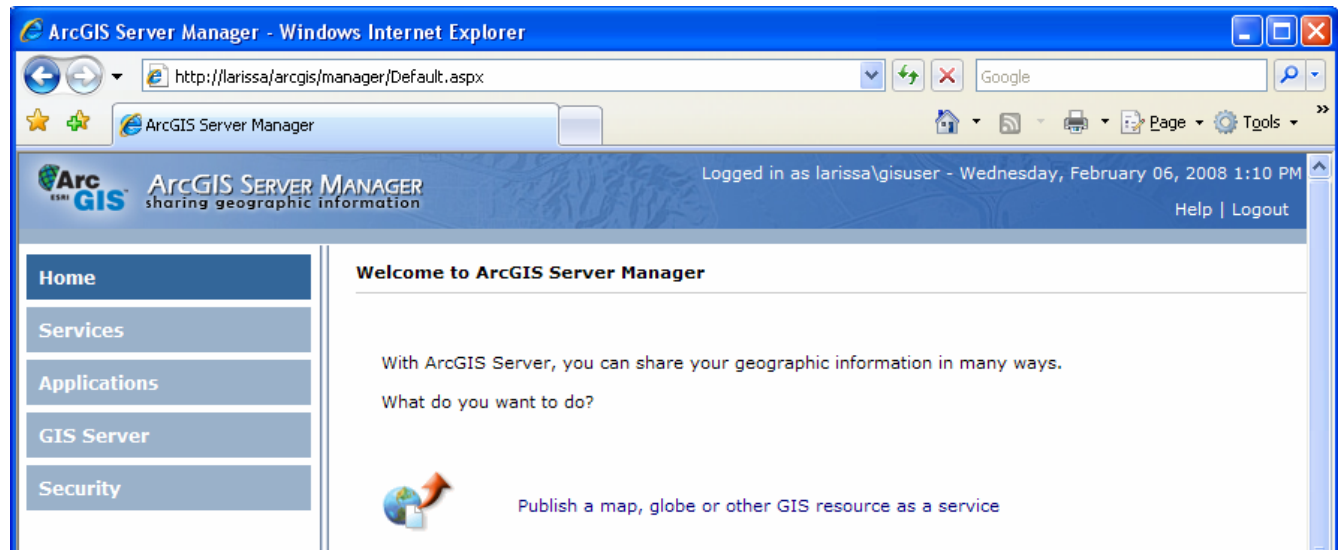 ArcGIS Server Manager - Windows Internet Explorer
http://larissa/arcgis/manager/Default.aspx
Google
ArcGIS Server Manager
Page
Tools
»
Arc
ESRI GIS
ArcGIS Server Manager
sharing geographic information
Logged in as larissa\gisuser - Wednesday, February 06, 2008 1:10 PM
Help | Logout
Home
Services
Applications
GIS Server
Security
Welcome to ArcGIS Server Manager
With ArcGIS Server, you can share your geographic information in many ways.
What do you want to do?
Publish a map, globe or other GIS resource as a service